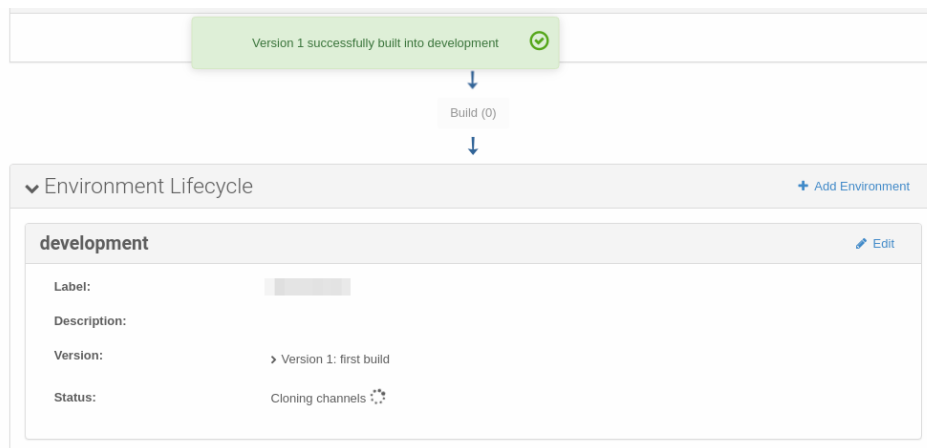 Version 1 successfully built into development
Build (0)
Environment Lifecycle
Add Environment
development
Edit
Label:
Description:
Version:
Version 1: first build
Status:
Cloning channels